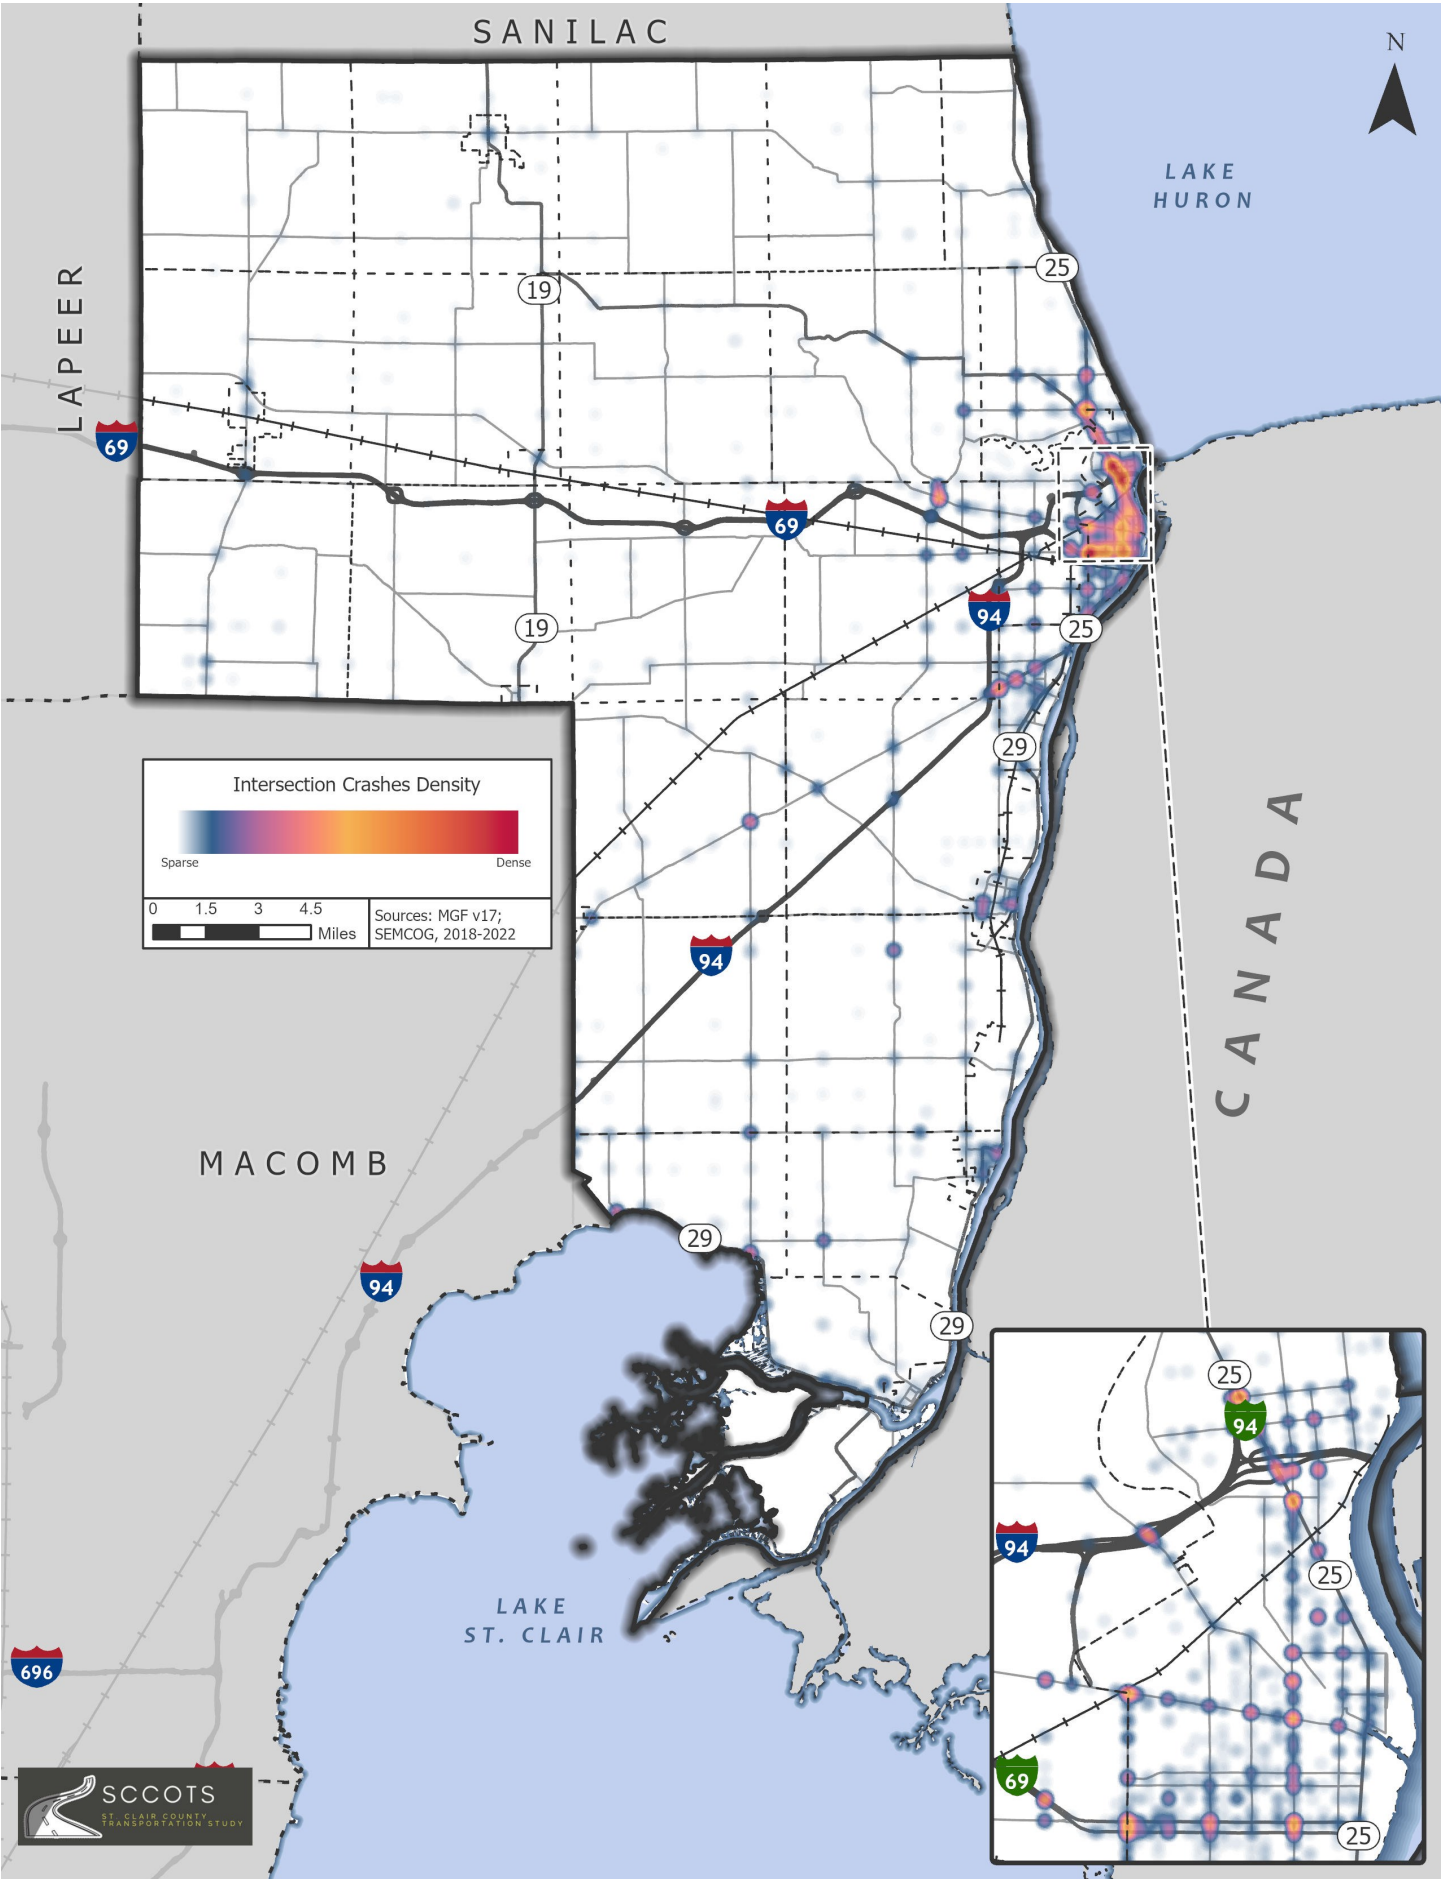 SANILAC
N
LAKE
HURON
LAPEER
25
19
69
69
94
19
25
29
Intersection Crashes Density
Sparse
Dense
0 1.5 3 4.5
Miles
Sources: MGF v17;
SEMCOG, 2018-2022
CANADA
94
MACOMB
29
94
29
25
94
94
25
LAKE
ST. CLAIR
696
69
25
SCCOTS
ST. CLAIR COUNTY
TRANSPORTATION STUDY